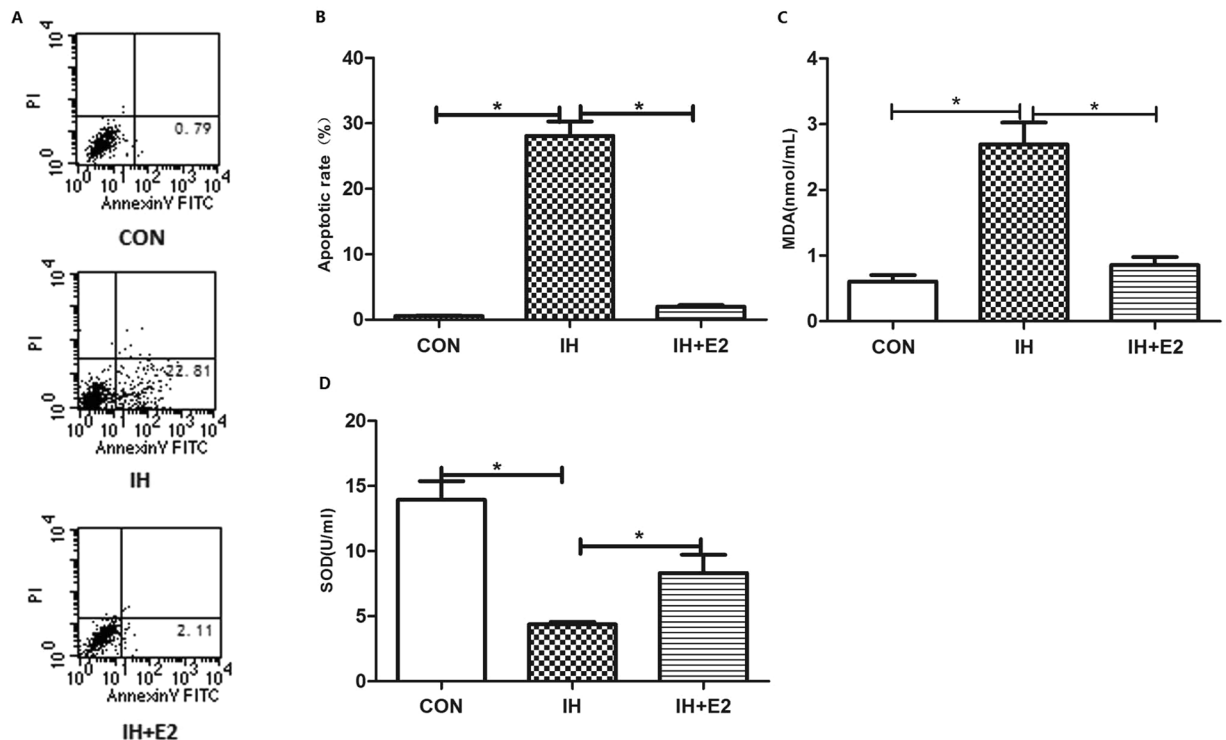 A
10^4
PI
10^0
0.79
10^0 10^1 10^2 10^3 10^4
AnnexinV FITC
CON
10^4
PI
10^0
22.81
10^0 10^1 10^2 10^3 10^4
AnnexinV FITC
IH
10^4
PI
10^0
2.11
10^0 10^1 10^2 10^3 10^4
AnnexinV FITC
IH+E2
B
Apoptotic rate (%)
40
30
20
10
0
* *
CON IH IH+E2
C
MDA(nmol/mL)
4
3
2
1
0
* *
CON IH IH+E2
D
SOD(U/ml)
20
15
10
5
0
* *
CON IH IH+E2